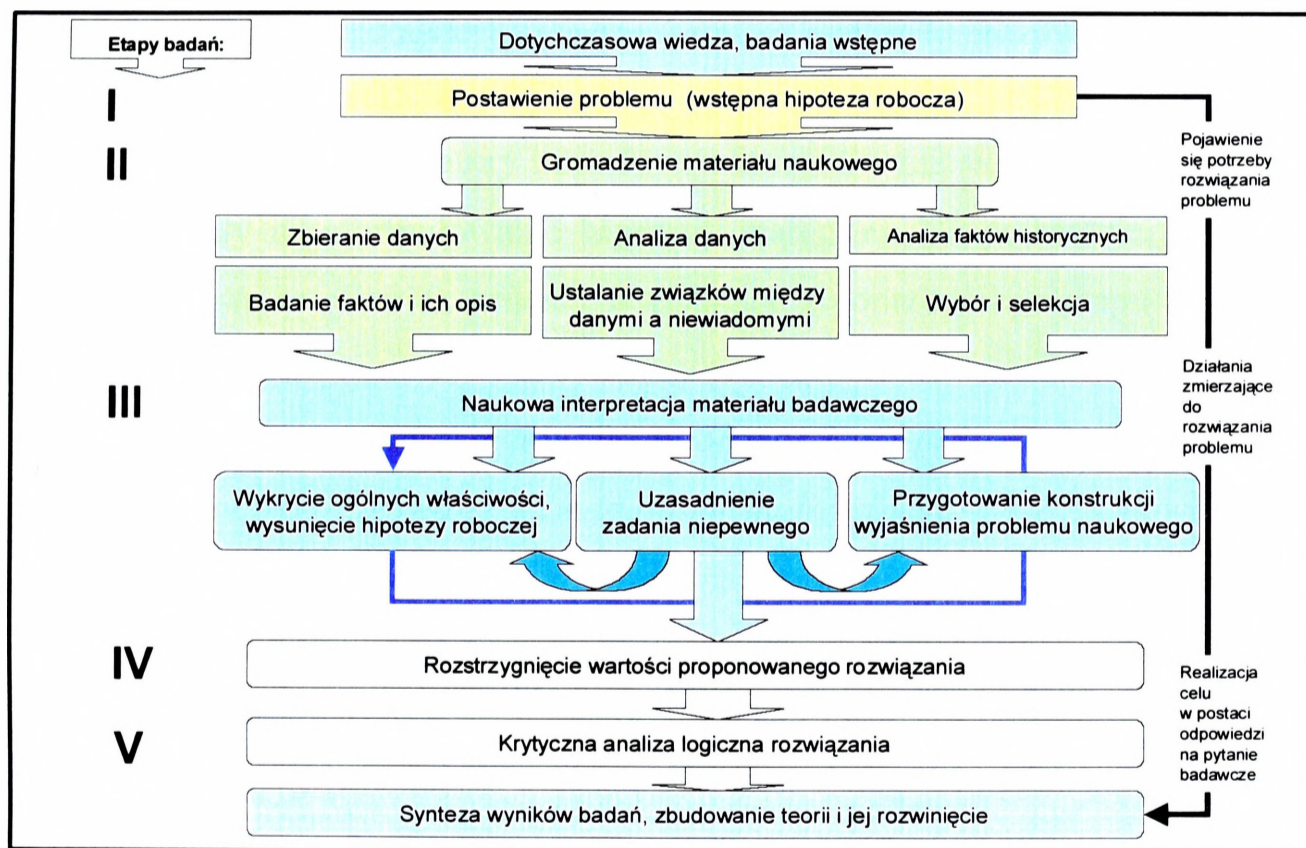 Etapy badań:
Dotychczasowa wiedza, badania wstępne
I
Postawienie problemu (wstępna hipoteza robocza)
Pojawienie
się potrzeby
rozwiązania
problemu
II
Gromadzenie materiału naukowego
Zbieranie danych
Analiza danych
Analiza faktów historycznych
Badanie faktów i ich opis
Ustalanie związków między
danymi a niewiadomymi
Wybór i selekcja
Działania
zmierzające
do
rozwiązania
problemu
III
Naukowa interpretacja materiału badawczego
Wykrycie ogólnych właściwości,
wysunięcie hipotezy roboczej
Uzasadnienie
zadania niepewnego
Przygotowanie konstrukcji
wyjaśnienia problemu naukowego
IV
Rozstrzygnięcie wartości proponowanego rozwiązania
Realizacja
celu
w postaci
odpowiedzi
na pytanie
badawcze
V
Krytyczna analiza logiczna rozwiązania
Synteza wyników badań, zbudowanie teorii i jej rozwinięcie